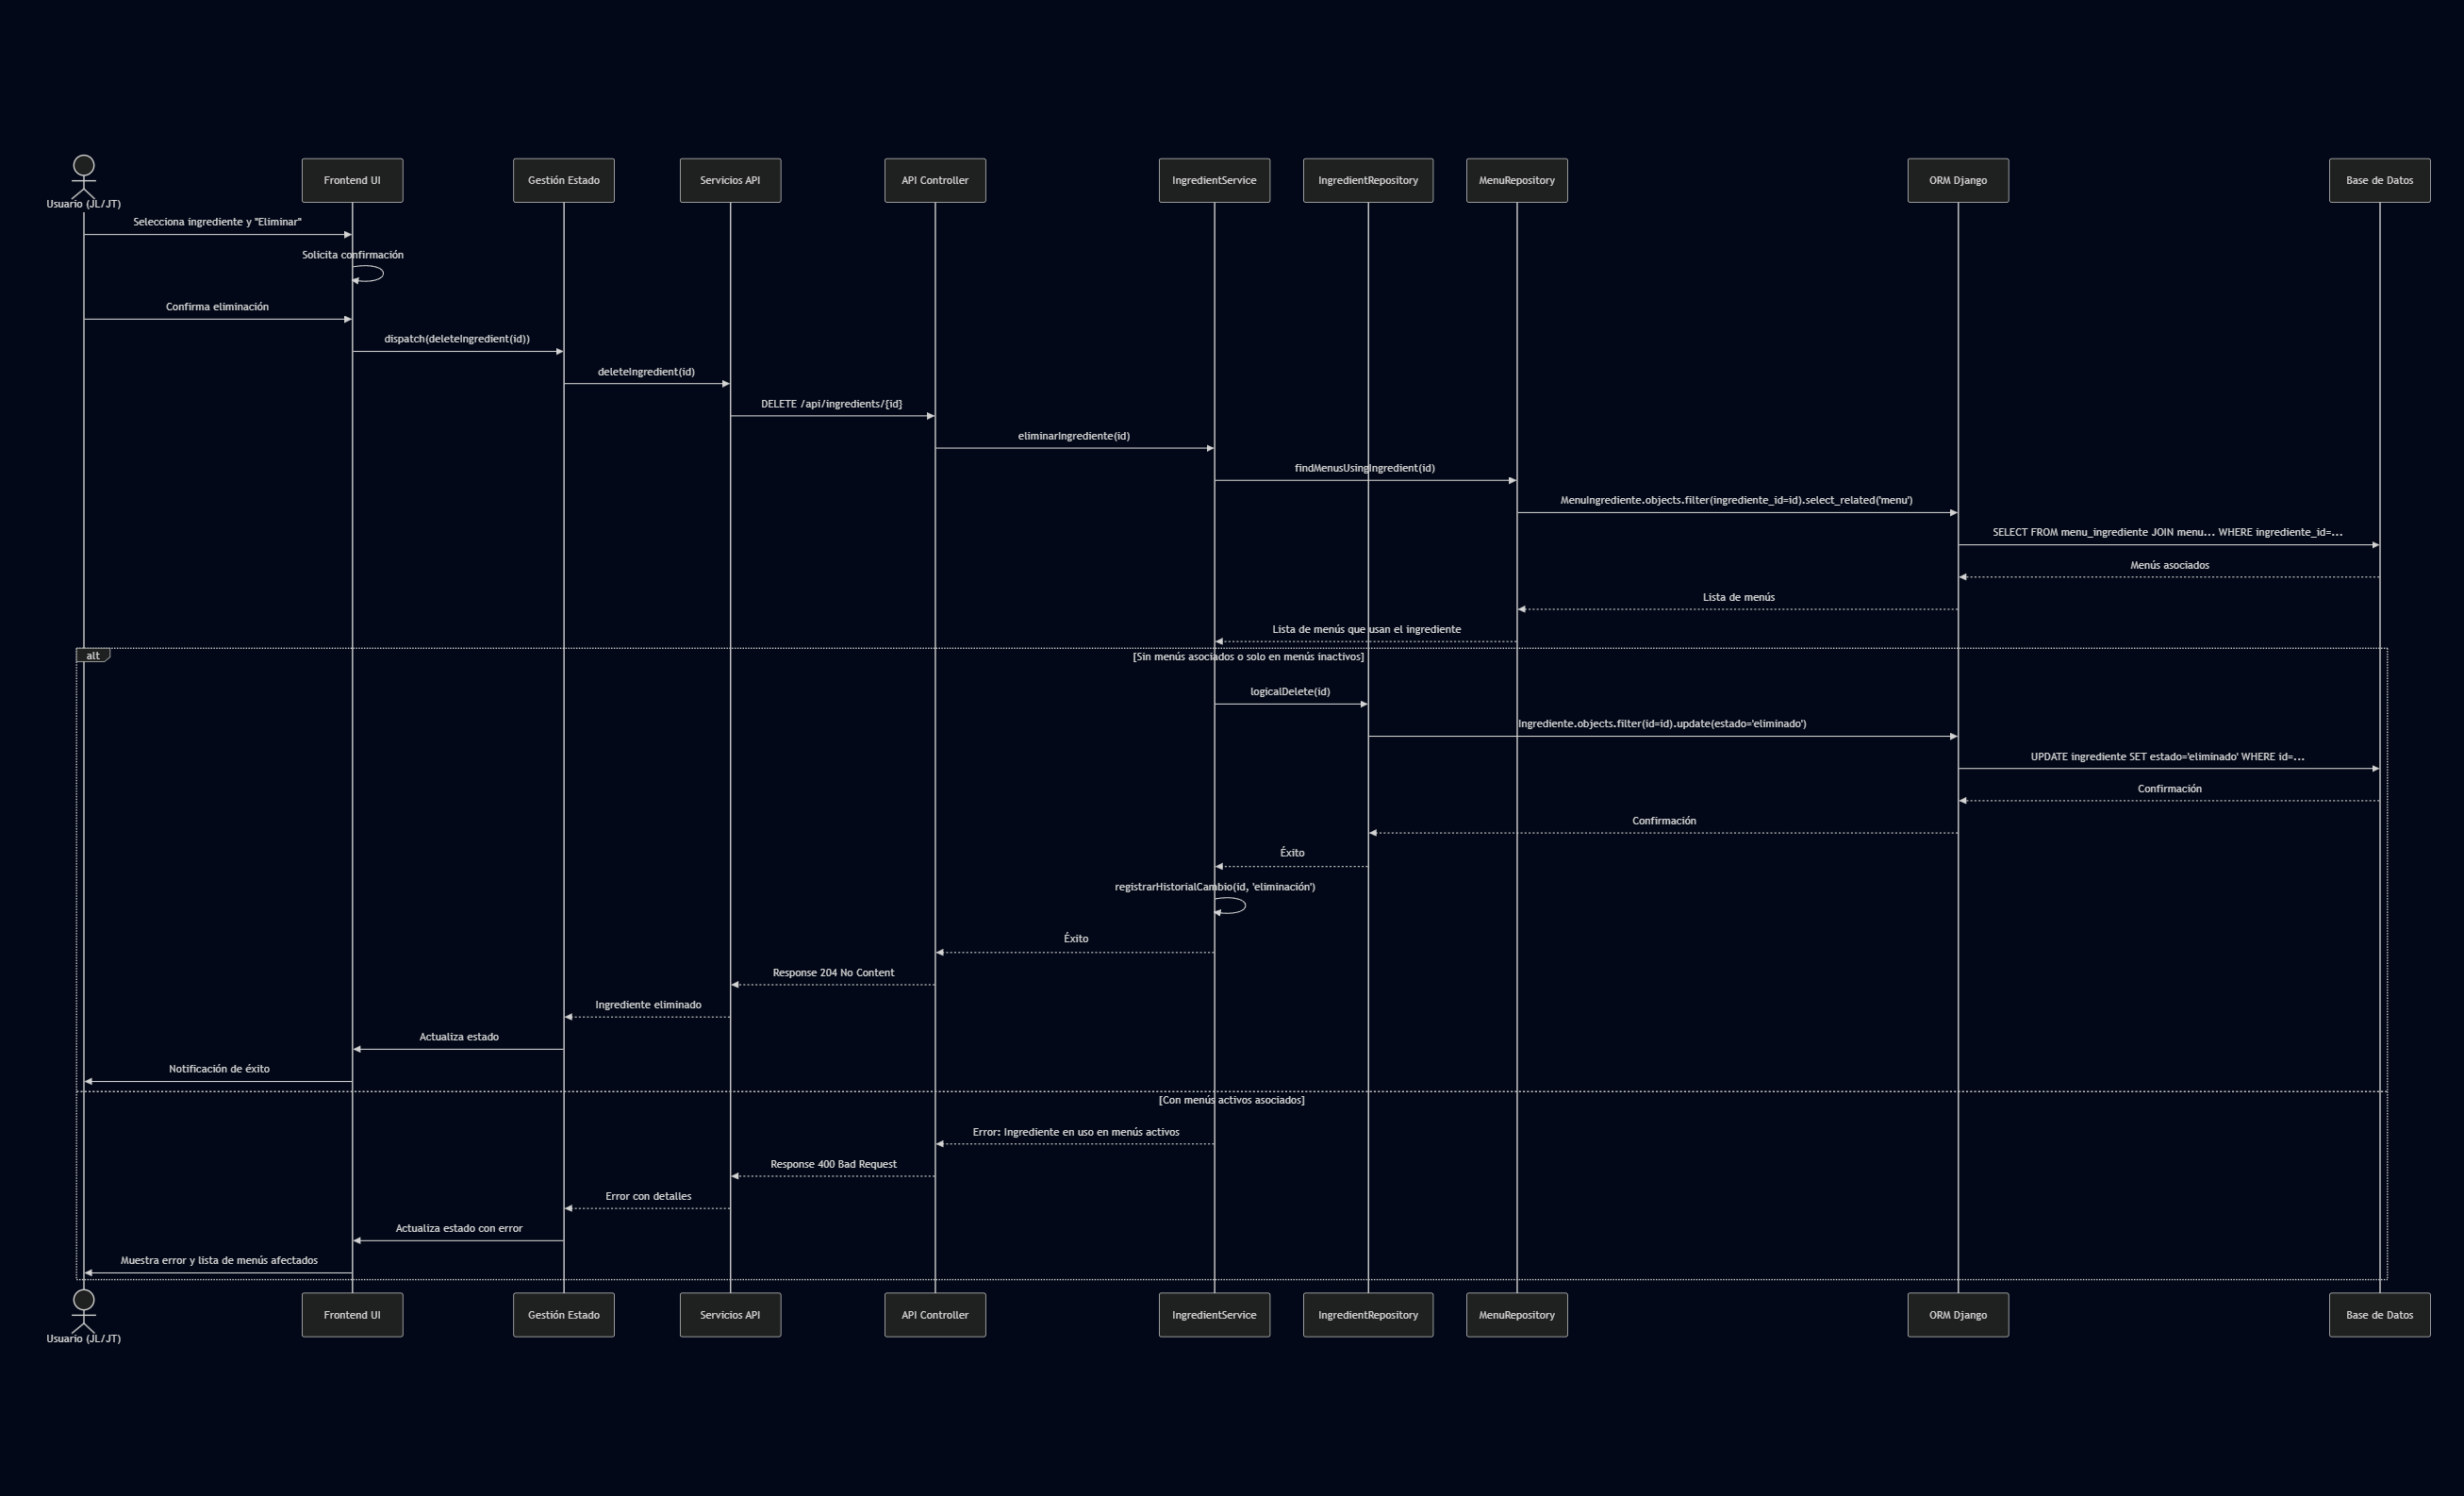 Usuario (JL/JT)
Frontend UI
Gestión Estado
Servicios API
API Controller
IngredientService
IngredientRepository
MenuRepository
ORM Django
Base de Datos
Selecciona ingrediente y "Eliminar"
Solicita confirmación
Confirma eliminación
dispatch(deleteIngredient(id))
deleteIngredient(id)
DELETE /api/ingredients/{id}
eliminarIngrediente(id)
findMenusUsingIngredient(id)
MenuIngrediente.objects.filter(ingrediente_id=id).select_related('menu')
SELECT FROM menu_ingrediente JOIN menu... WHERE ingrediente_id=...
Menús asociados
Lista de menús
Lista de menús que usan el ingrediente
alt
[Sin menús asociados o solo en menús inactivos]
logicalDelete(id)
Ingrediente.objects.filter(id=id).update(estado='eliminado')
UPDATE ingrediente SET estado='eliminado' WHERE id=...
Confirmación
Confirmación
Éxito
registrarHistorialCambio(id, 'eliminación')
Éxito
Response 204 No Content
Ingrediente eliminado
Actualiza estado
Notificación de éxito
[Con menús activos asociados]
Error: Ingrediente en uso en menús activos
Response 400 Bad Request
Error con detalles
Actualiza estado con error
Muestra error y lista de menús afectados
Usuario (JL/JT)
Frontend UI
Gestión Estado
Servicios API
API Controller
IngredientService
IngredientRepository
MenuRepository
ORM Django
Base de Datos